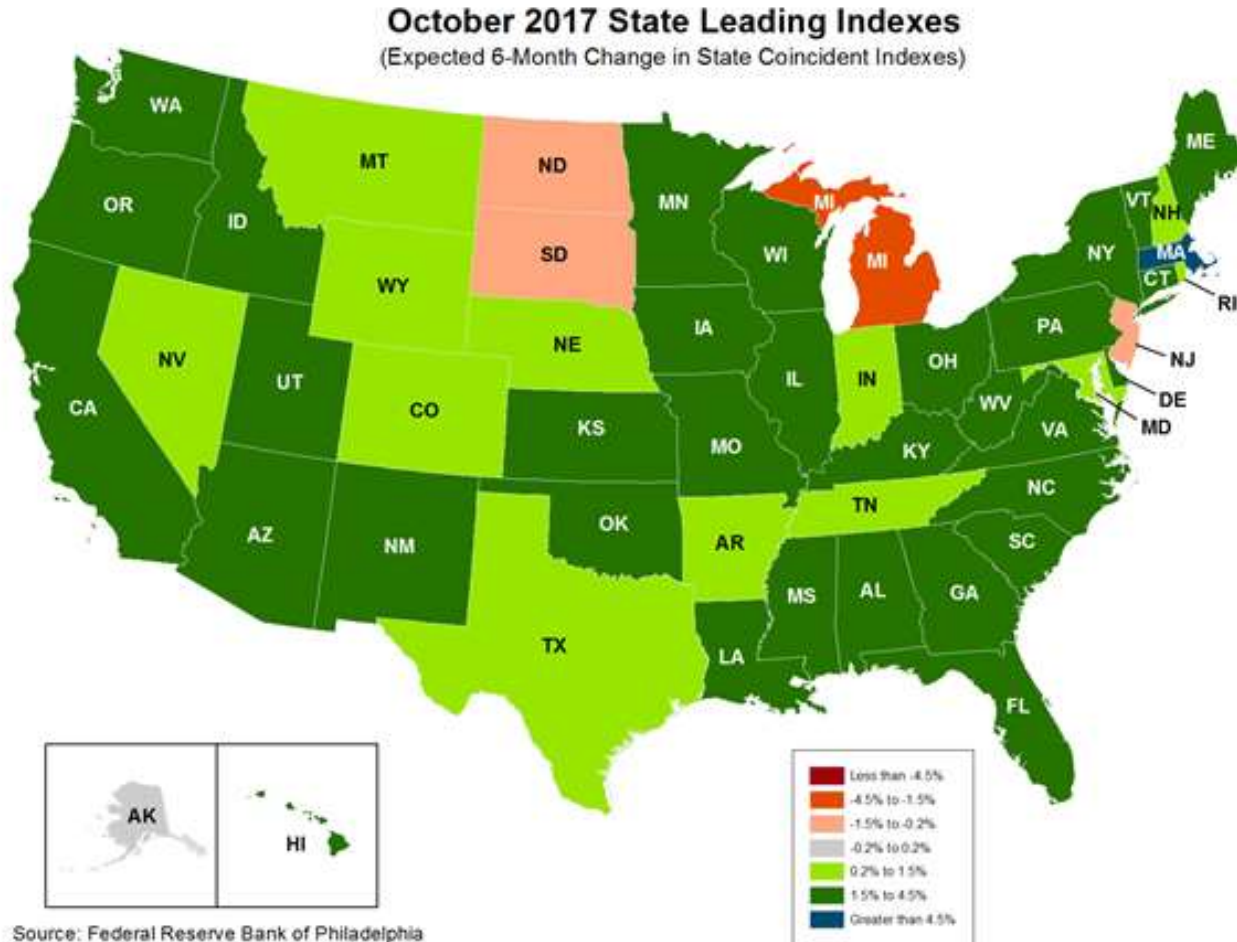 October 2017 State Leading Indexes
(Expected 6-Month Change in State Coincident Indexes)
WA
MT
ND
MN
ME
OR
ID
SD
WI
MI
MI
VT
NH
NY
MA
CT
RI
WY
IA
PA
NV
NE
NJ
UT
CO
IL
IN
OH
DE
CA
KS
MO
WV
VA
MD
KY
NC
AZ
NM
OK
AR
TN
SC
MS
AL
GA
TX
LA
FL
AK
HI
Less than -4.5%
-4.5% to -1.5%
-1.5% to -0.2%
-0.2% to 0.2%
0.2% to 1.5%
1.5% to 4.5%
Greater than 4.5%
Source: Federal Reserve Bank of Philadelphia